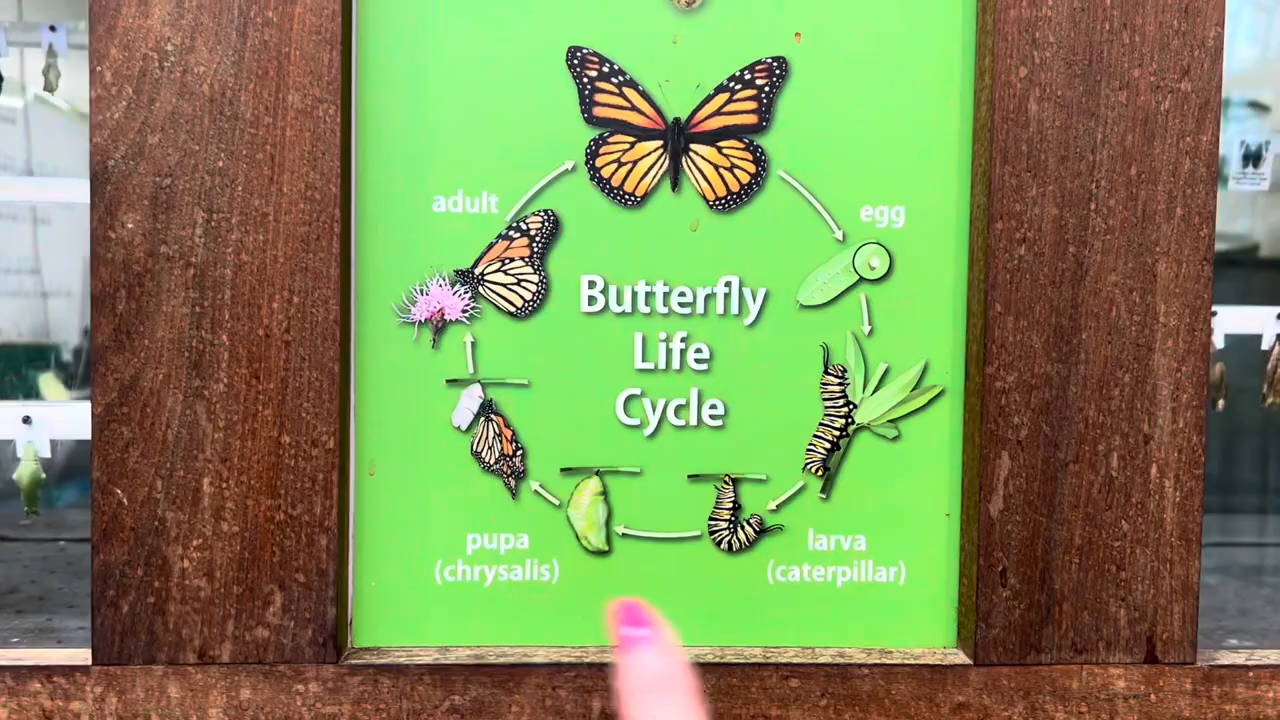 adult
egg
Butterfly
Life
Cycle
pupa
(chrysalis)
larva
(caterpillar)